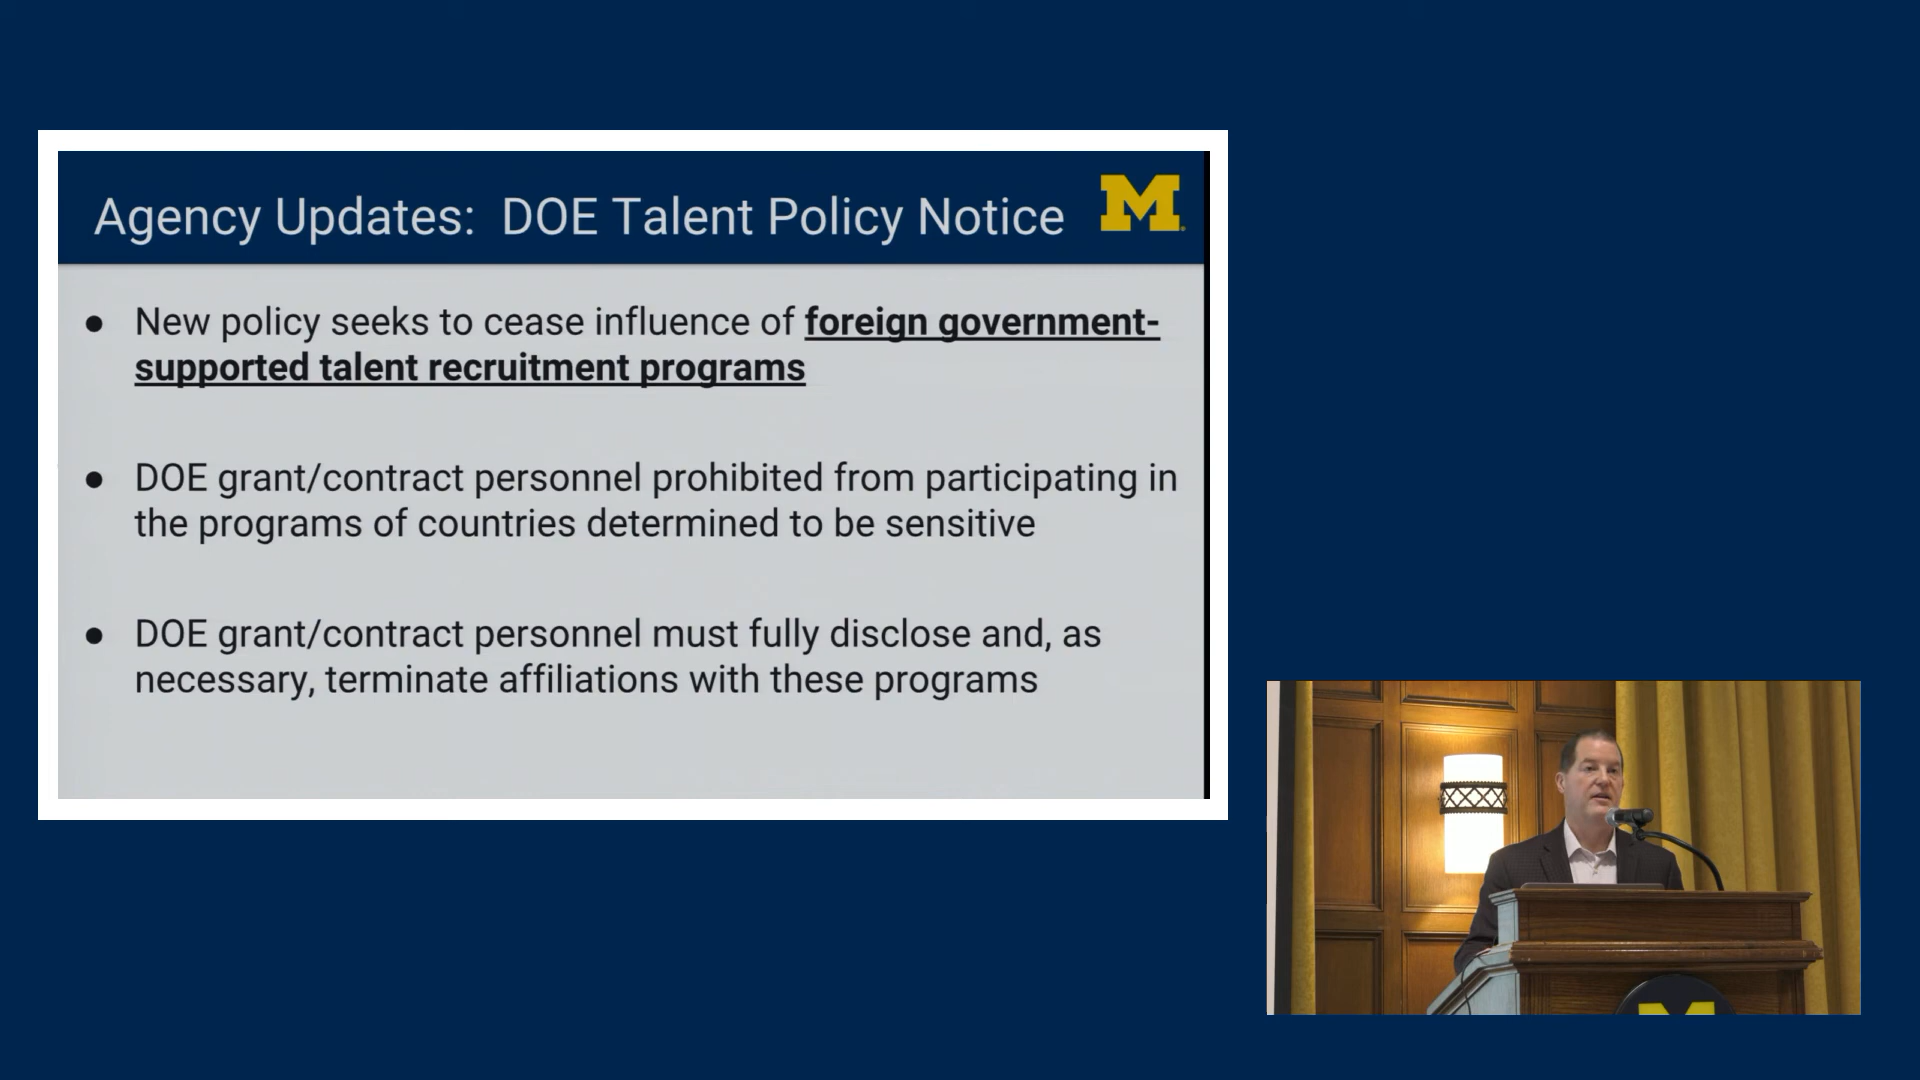 Agency Updates: DOE Talent Policy Notice
M
● New policy seeks to cease influence of foreign government-
supported talent recruitment programs
● DOE grant/contract personnel prohibited from participating in
the programs of countries determined to be sensitive
● DOE grant/contract personnel must fully disclose and, as
necessary, terminate affiliations with these programs
M